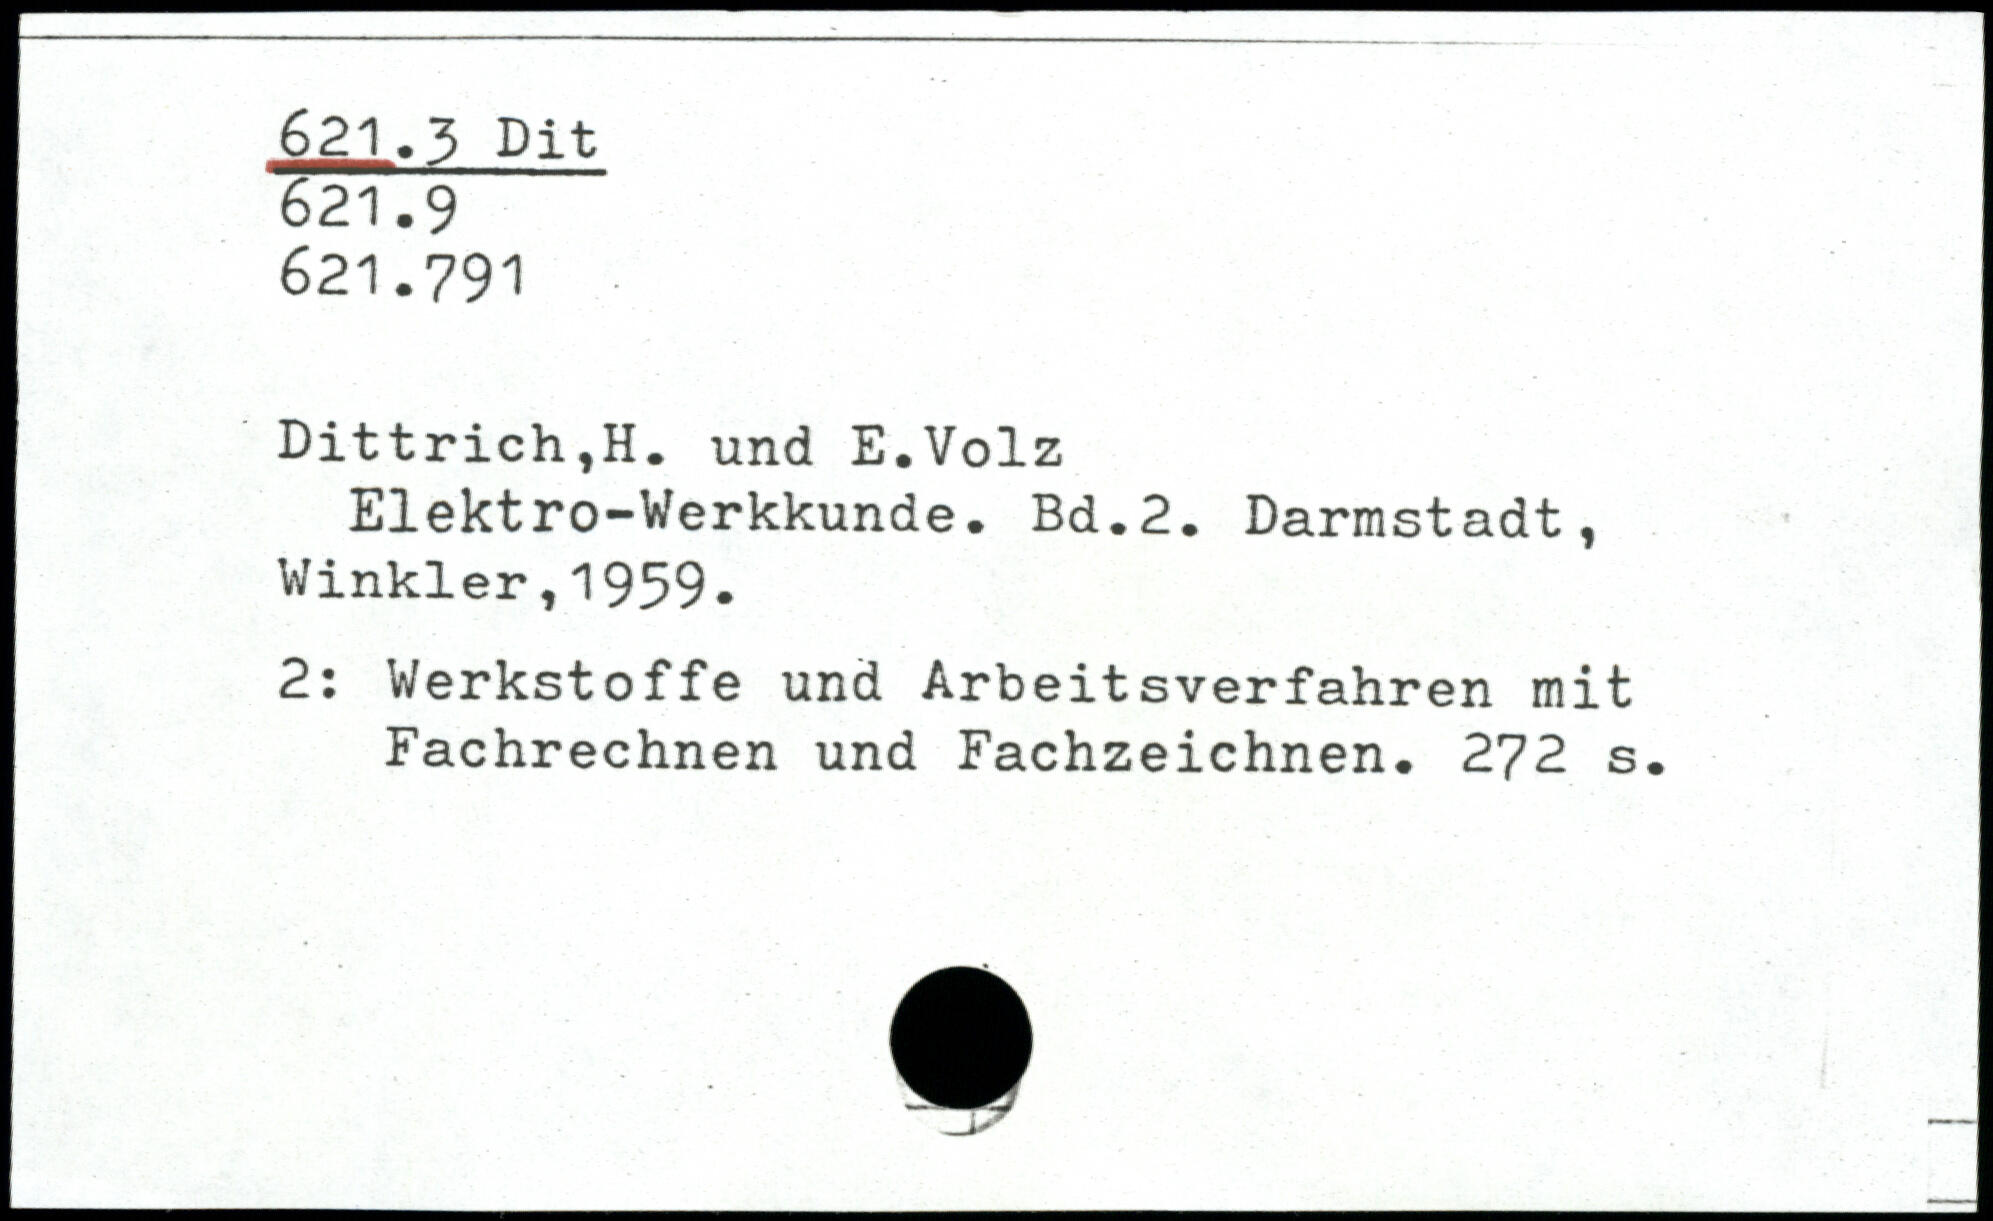 621.3 Dit
621.9
621.791
Dittrich,H. und E.Volz
Elektro-Werkkunde. Bd.2. Darmstadt,
Winkler,1959.
2: Werkstoffe und Arbeitsverfahren mit
Fachrechnen und Fachzeichnen. 272 s.